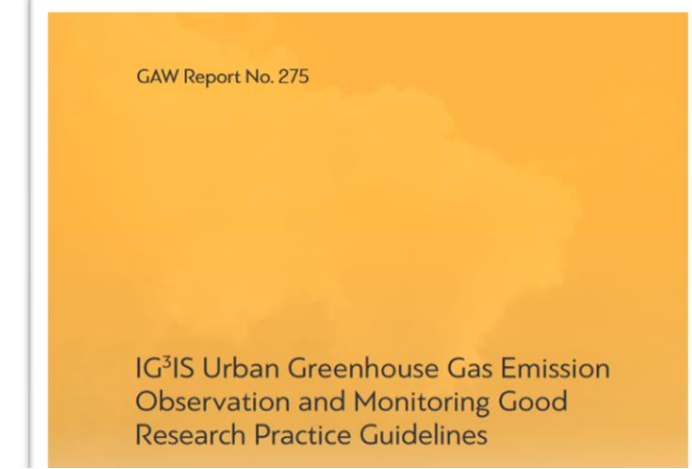 GAW Report No. 275
IG³IS Urban Greenhouse Gas Emission
Observation and Monitoring Good
Research Practice Guidelines